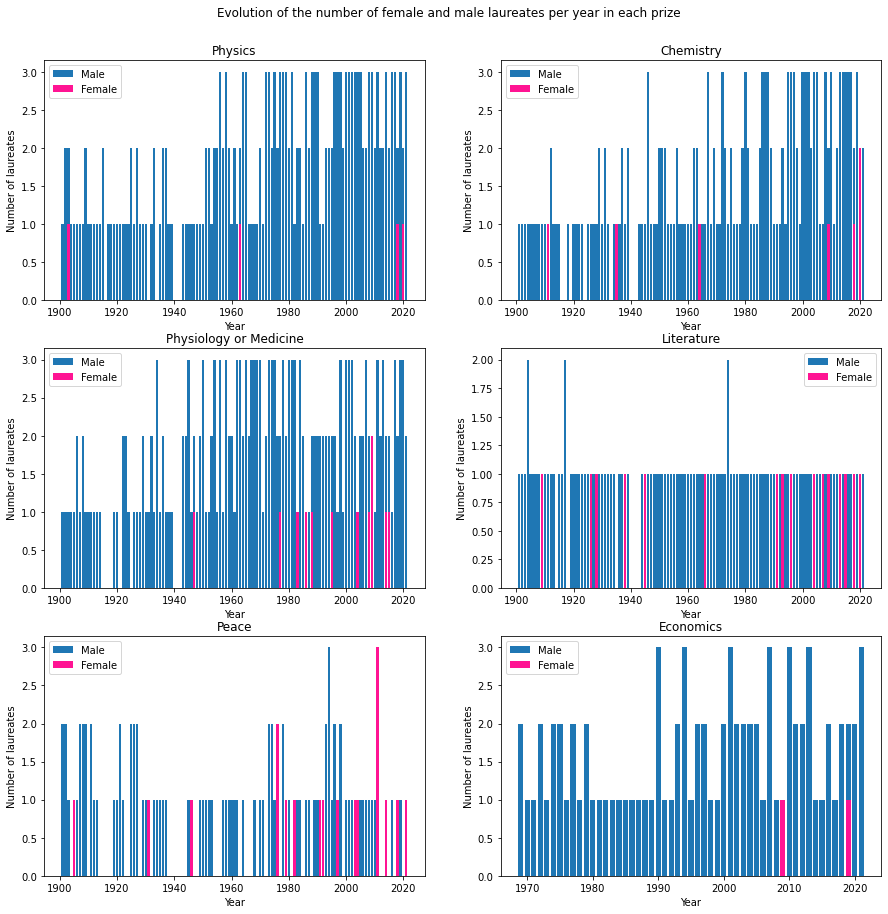 Evolution of the number of female and male laureates per year in each prize
Physics
Male
Female
Number of laureates
3.0
2.5
2.0
1.5
1.0
0.5
0.0
1900 1920 1940 1960 1980 2000 2020
Year
Chemistry
Male
Female
Number of laureates
3.0
2.5
2.0
1.5
1.0
0.5
0.0
1900 1920 1940 1960 1980 2000 2020
Year
Physiology or Medicine
Male
Female
Number of laureates
3.0
2.5
2.0
1.5
1.0
0.5
0.0
1900 1920 1940 1960 1980 2000 2020
Year
Literature
Male
Female
Number of laureates
2.00
1.75
1.50
1.25
1.00
0.75
0.50
0.25
0.00
1900 1920 1940 1960 1980 2000 2020
Year
Peace
Male
Female
Number of laureates
3.0
2.5
2.0
1.5
1.0
0.5
0.0
1900 1920 1940 1960 1980 2000 2020
Year
Economics
Male
Female
Number of laureates
3.0
2.5
2.0
1.5
1.0
0.5
0.0
1970 1980 1990 2000 2010 2020
Year